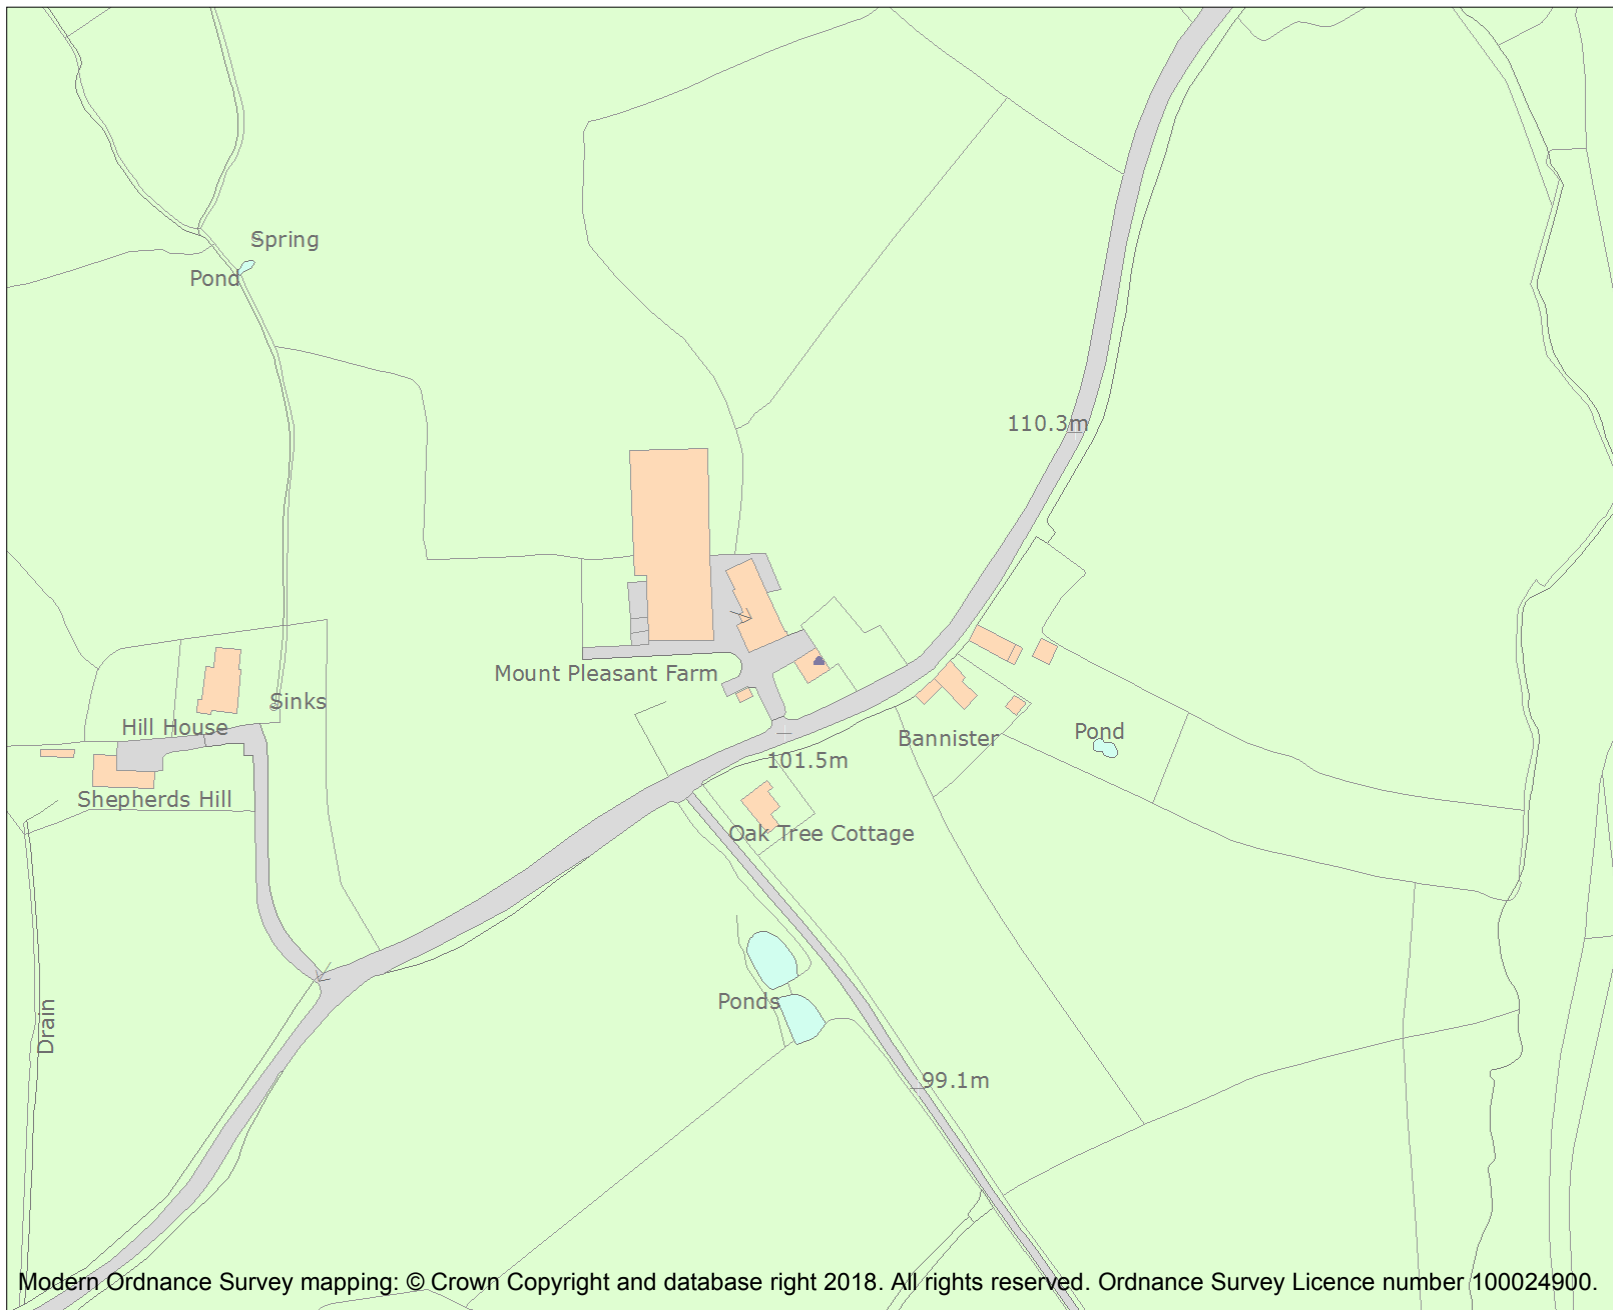 Spring
Pond
110.3m
Mount Pleasant Farm
Sinks
Hill House
Pond
Bannister
101.5m
Shepherds Hill
Oak Tree Cottage
Ponds
Drain
99.1m
Modern Ordnance Survey mapping: © Crown Copyright and database right 2018. All rights reserved. Ordnance Survey Licence number 100024900.